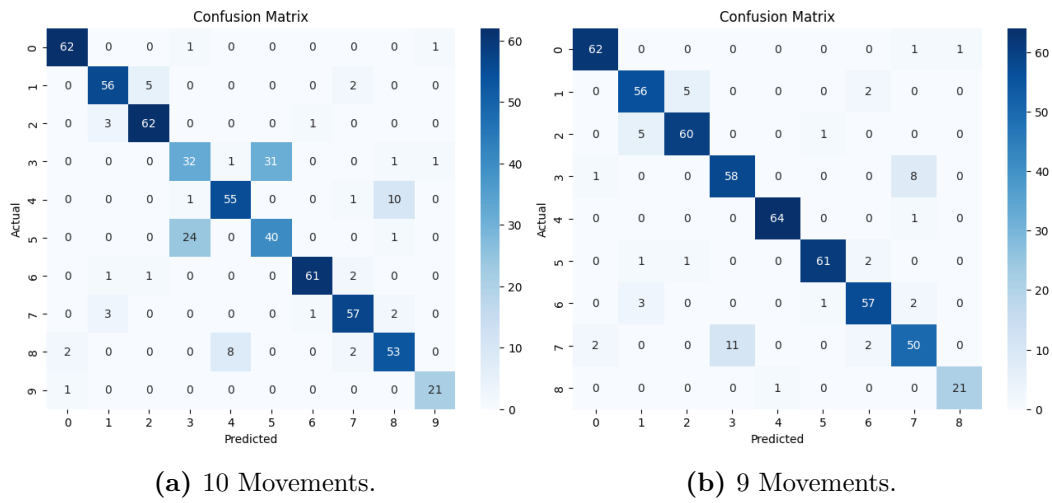 Confusion Matrix
0 62 0 0 1 0 0 0 0 0 1
1 0 56 5 0 0 0 0 2 0 0
2 0 3 62 0 0 0 1 0 0 0
3 0 0 0 32 1 31 0 0 1 1
4 0 0 0 1 55 0 0 1 10 0
5 0 0 0 24 0 40 0 0 1 0
6 0 1 1 0 0 0 61 2 0 0
7 0 3 0 0 0 0 1 57 2 0
8 2 0 0 0 8 0 0 2 53 0
9 1 0 0 0 0 0 0 0 0 21
0 1 2 3 4 5 6 7 8 9
Predicted
Actual
60
50
40
30
20
10
0
(a) 10 Movements.
Confusion Matrix
0 62 0 0 0 0 0 0 1 1
1 0 56 5 0 0 0 2 0 0
2 0 5 60 0 0 1 0 0 0
3 1 0 0 58 0 0 0 8 0
4 0 0 0 0 64 0 0 1 0
5 0 1 1 0 0 61 2 0 0
6 0 3 0 0 0 1 57 2 0
7 2 0 0 11 0 0 2 50 0
8 0 0 0 0 1 0 0 0 21
0 1 2 3 4 5 6 7 8
Predicted
Actual
60
50
40
30
20
10
0
(b) 9 Movements.